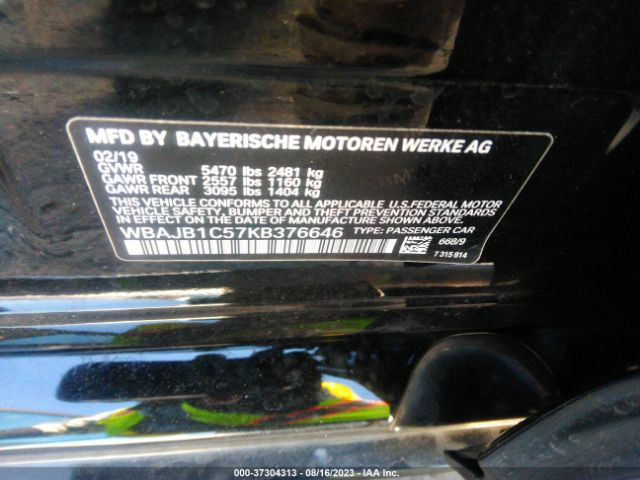 MFD BY BAYERISCHE MOTOREN WERKE AG
02/19
GVWR 5470 lbs 2481 kg
GAWR FRONT 2557 lbs 1160 kg
GAWR REAR 3095 lbs 1404 kg
THIS VEHICLE CONFORMS TO ALL APPLICABLE U.S. FEDERAL MOTOR
VEHICLE SAFETY, BUMPER AND THEFT PREVENTION STANDARDS
IN EFFECT ON THE DATE OF MANUFACTURE SHOWN ABOVE.
WBAJB1C57KB376646 TYPE: PASSENGER CAR
668/9
7 315 814
000-37304313 - 08/16/2023 - IAA Inc.